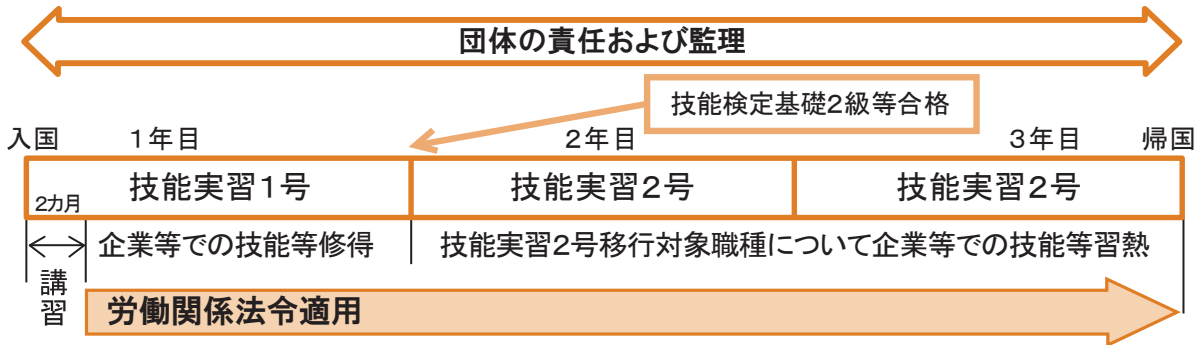 団体の責任および監理
技能検定基礎2級等合格
入国 1年目 2年目 3年目 帰国
2カ月 技能実習1号 技能実習2号 技能実習2号
企業等での技能等修得 技能実習2号移行対象職種について企業等での技能等習熟
講習
労働関係法令適用